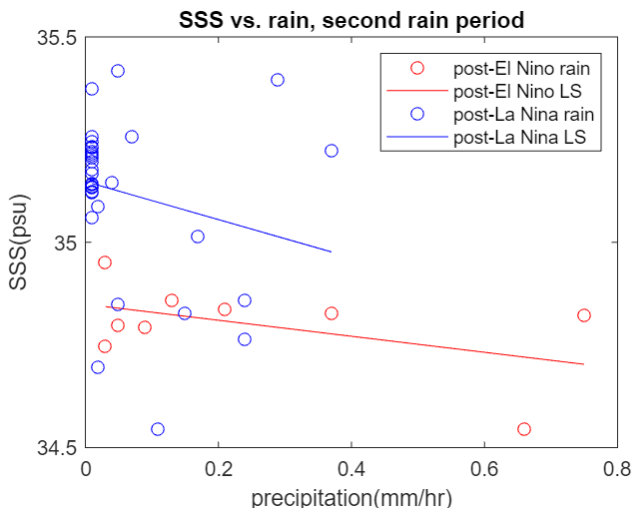 SSS vs. rain, second rain period
35.5
35
34.5
SSS(psu)
post-El Nino rain
post-El Nino LS
post-La Nina rain
post-La Nina LS
0
0.2
0.4
0.6
0.8
precipitation(mm/hr)